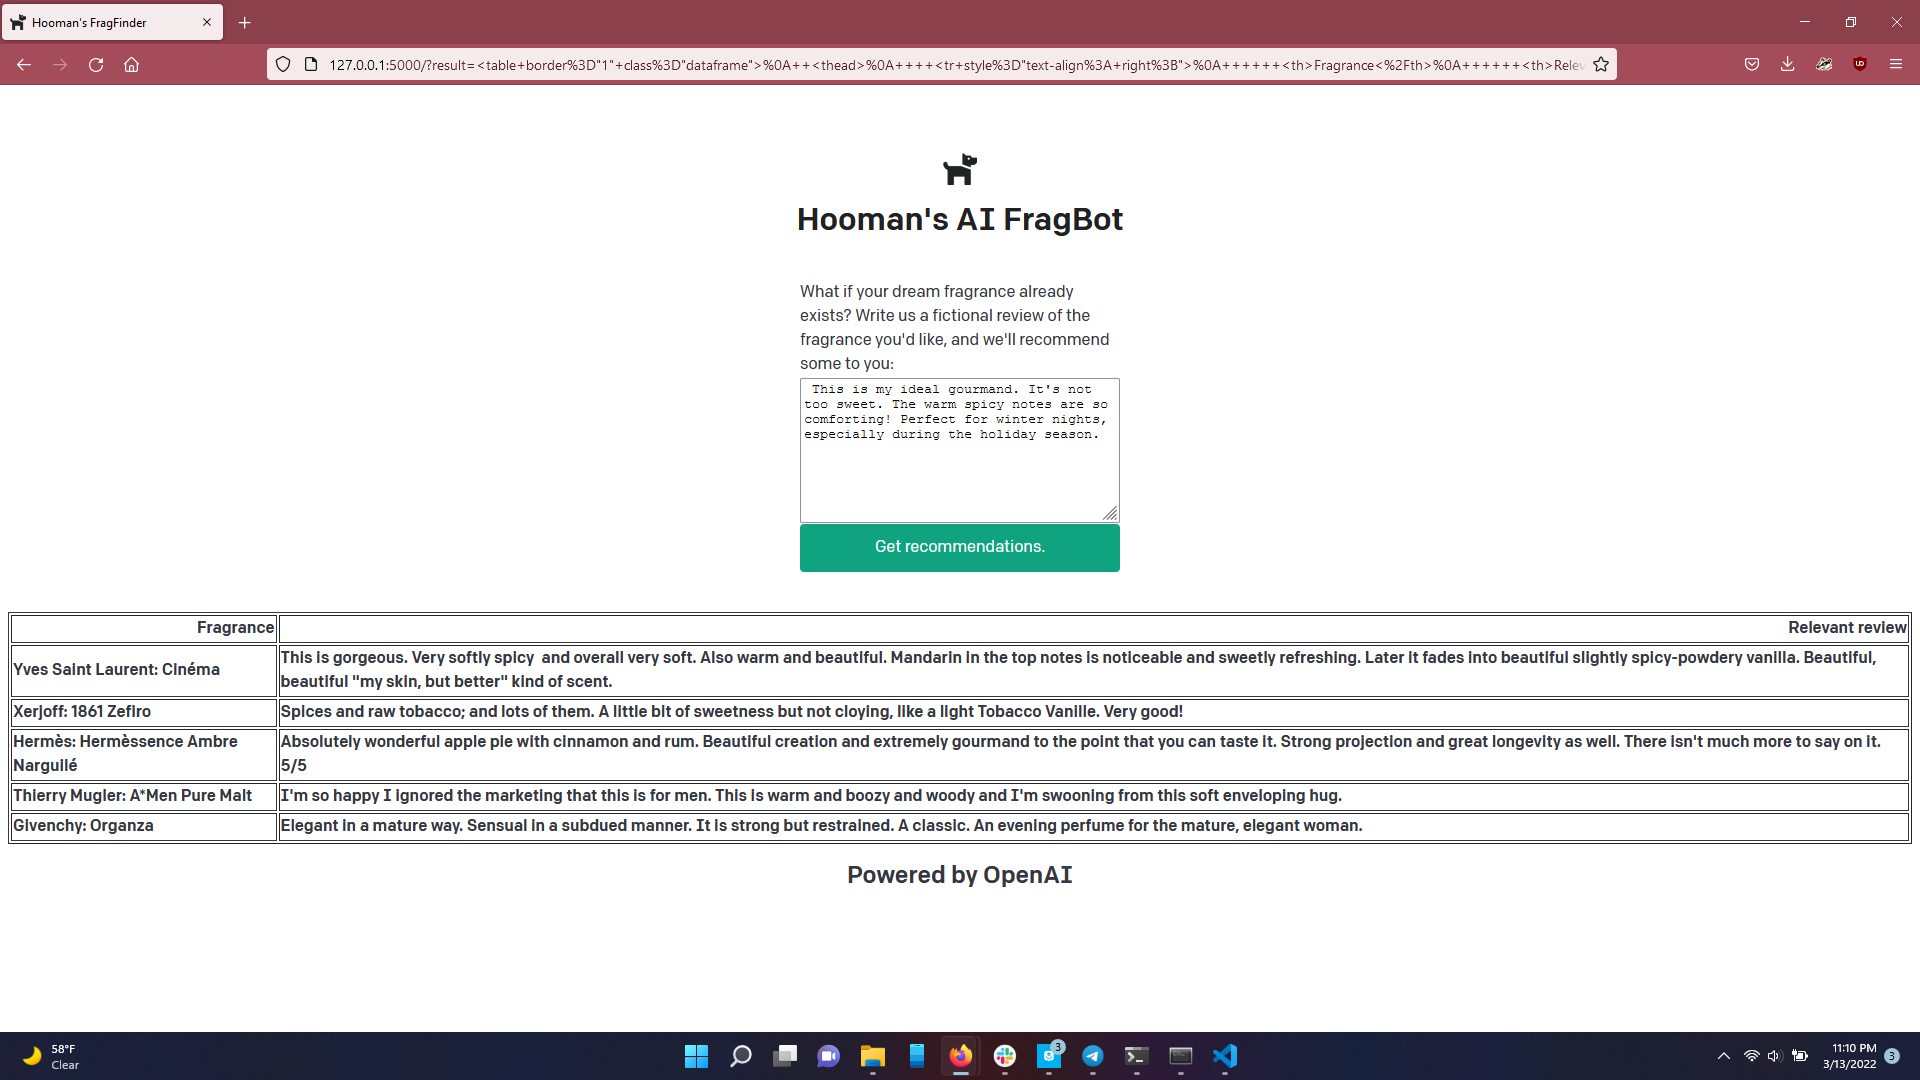 Hooman's FragFinder
127.0.0.1:5000/?result=<table+border%3D"1"+class%3D"dataframe">%0A++<thead>%0A++++<tr+style%3D"text-align%3A+right%3B">%0A++++++<th>Fragrance<%2Fth>%0A++++++<th>Relev
Hooman's AI FragBot
What if your dream fragrance already
exists? Write us a fictional review of the
fragrance you'd like, and we'll recommend
some to you:
This is my ideal gourmand. It's not
too sweet. The warm spicy notes are so
comforting! Perfect for winter nights,
especially during the holiday season.
Get recommendations.
Fragrance Relevant review
Yves Saint Laurent: Cinéma
This is gorgeous. Very softly spicy  and overall very soft. Also warm and beautiful. Mandarin in the top notes is noticeable and sweetly refreshing. Later it fades into beautiful slightly spicy-powdery vanilla. Beautiful,
beautiful "my skin, but better" kind of scent.
Xerjoff: 1861 Zefiro
Spices and raw tobacco; and lots of them. A little bit of sweetness but not cloying, like a light Tobacco Vanille. Very good!
Hermès: Hermèssence Ambre
Narguilé
Absolutely wonderful apple pie with cinnamon and rum. Beautiful creation and extremely gourmand to the point that you can taste it. Strong projection and great longevity as well. There isn't much more to say on it.
5/5
Thierry Mugler: A*Men Pure Malt
I'm so happy I ignored the marketing that this is for men. This is warm and boozy and woody and I'm swooning from this soft enveloping hug.
Givenchy: Organza
Elegant in a mature way. Sensual in a subdued manner. It is strong but restrained. A classic. An evening perfume for the mature, elegant woman.
Powered by OpenAI
58°F
Clear
3
11:10 PM
3/13/2022
3